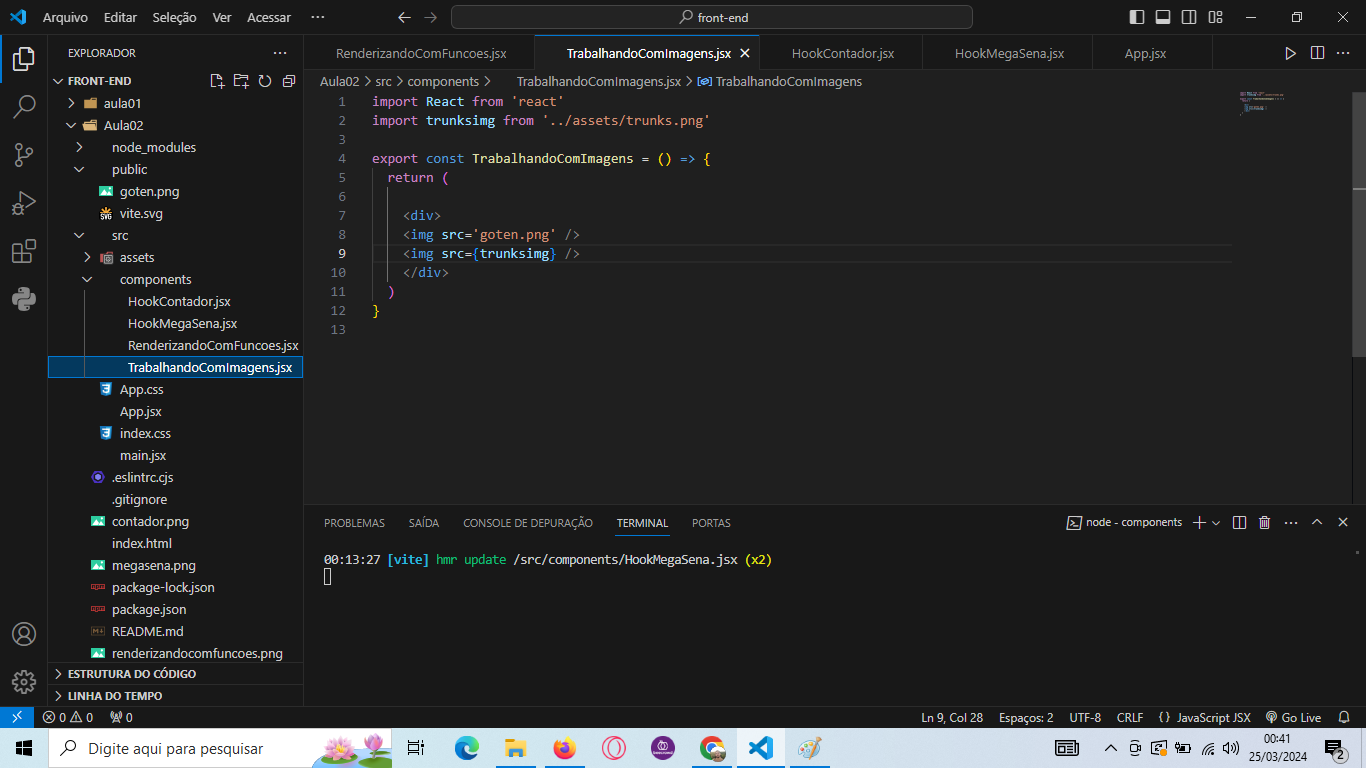 Arquivo Editar Seleção Ver Acessar ···
front-end
EXPLORADOR ···
FRONT-END
aula01
Aula02
node_modules
public
goten.png
vite.svg
src
assets
components
HookContador.jsx
HookMegaSena.jsx
RenderizandoComFuncoes.jsx
TrabalhandoComImagens.jsx
App.css
App.jsx
index.css
main.jsx
.eslintrc.cjs
.gitignore
contador.png
index.html
megasena.png
package-lock.json
package.json
README.md
renderizandocomfuncoes.png
ESTRUTURA DO CÓDIGO
LINHA DO TEMPO
RenderizandoComFuncoes.jsx TrabalhandoComImagens.jsx HookContador.jsx HookMegaSena.jsx App.jsx
Aula02 > src > components > TrabalhandoComImagens.jsx > TrabalhandoComImagens
1 import React from 'react'
2 import trunksimg from '../assets/trunks.png'
3
4 export const TrabalhandoComImagens = () => {
5 return (
6
7 <div>
8 <img src='goten.png' />
9 <img src={trunksimg} />
10 </div>
11 )
12 }
13
PROBLEMAS SAÍDA CONSOLE DE DEPURAÇÃO TERMINAL PORTAS
node - components
00:13:27 [vite] hmr update /src/components/HookMegaSena.jsx (x2)
0 0 0
Ln 9, Col 28 Espaços: 2 UTF-8 CRLF {} JavaScript JSX Go Live
Digite aqui para pesquisar
00:41
25/03/2024
2